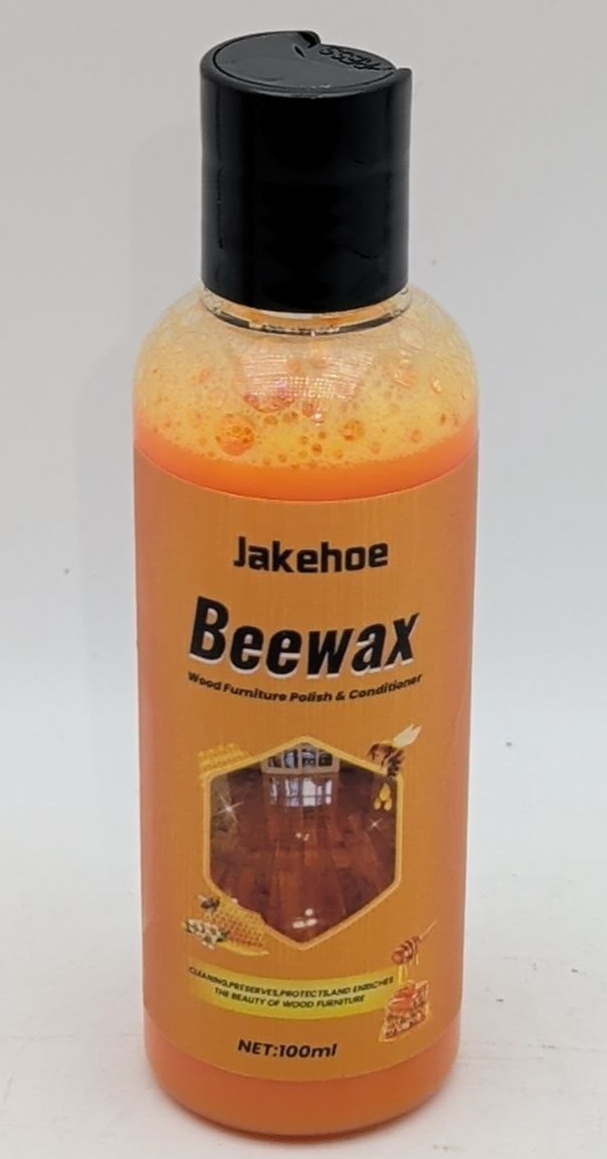 Jakehoe
Beewax
Wood Furniture Polish & Conditioner
CLEANING,PRESERVES,PROTECTS,AND ENRICHES
THE BEAUTY OF WOOD FURNITURE
NET:100ml